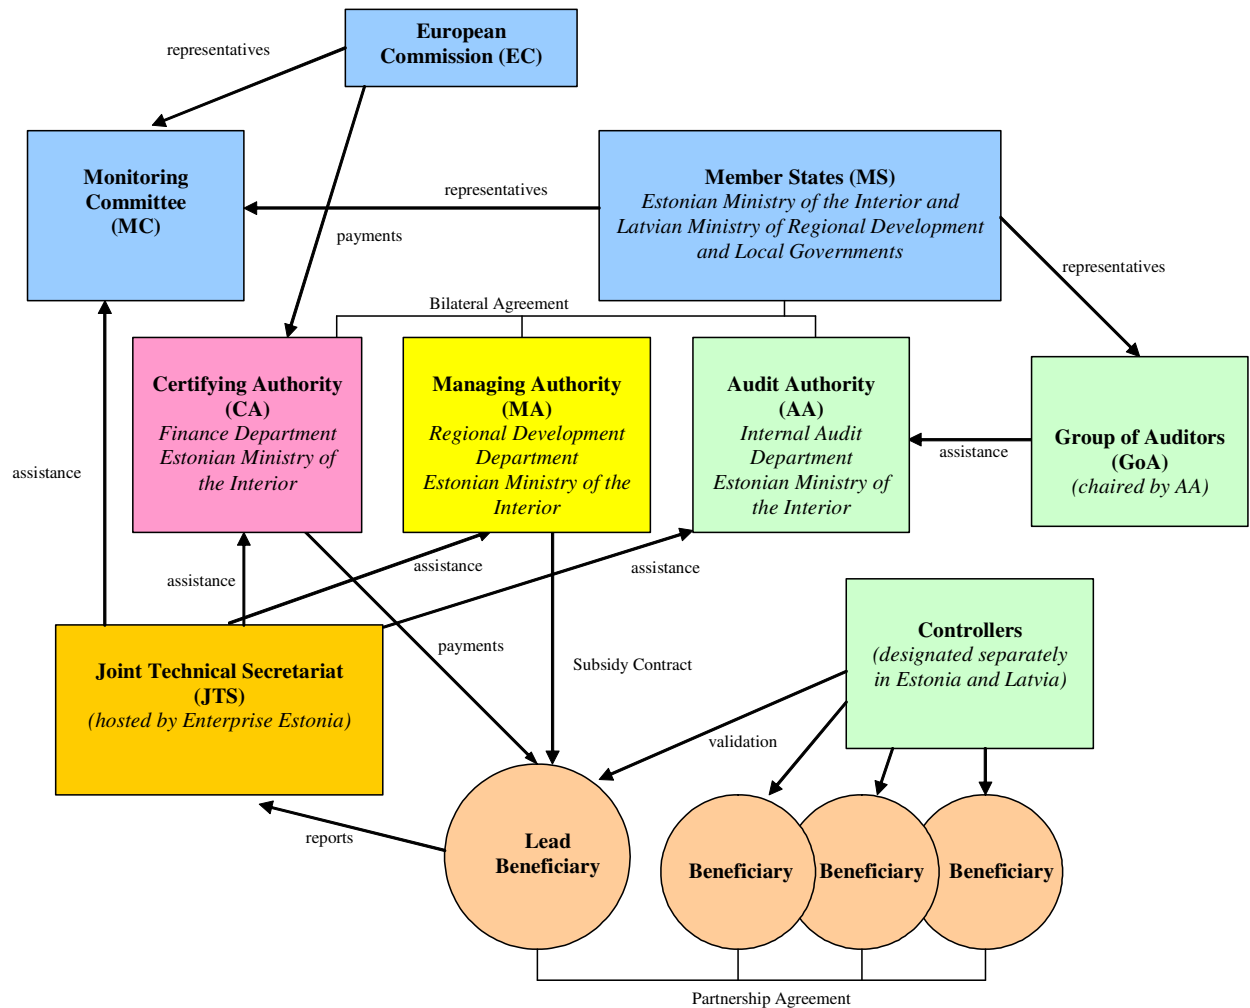 European
Commission (EC)
representatives
Monitoring
Committee
(MC)
representatives
Member States (MS)
Estonian Ministry of the Interior and
Latvian Ministry of Regional Development
and Local Governments
payments
representatives
Bilateral Agreement
Certifying Authority
(CA)
Finance Department
Estonian Ministry of
the Interior
Managing Authority
(MA)
Regional Development
Department
Estonian Ministry of the
Interior
Audit Authority
(AA)
Internal Audit
Department
Estonian Ministry of
the Interior
assistance
Group of Auditors
(GoA)
(chaired by AA)
assistance
assistance
assistance
assistance
Joint Technical Secretariat
(JTS)
(hosted by Enterprise Estonia)
payments
Subsidy Contract
Controllers
(designated separately
in Estonia and Latvia)
validation
reports
Lead
Beneficiary
Beneficiary
Beneficiary
Beneficiary
Partnership Agreement